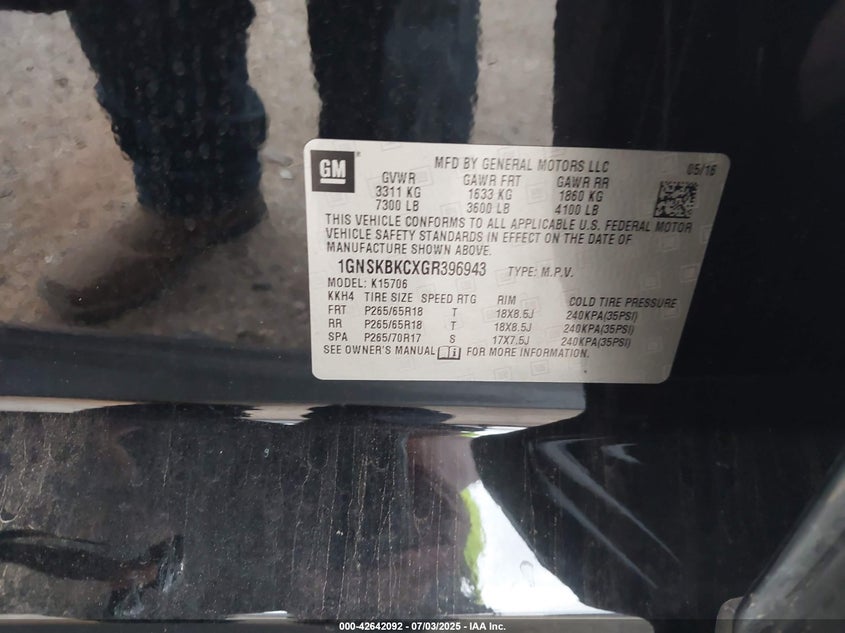 GM
MFD BY GENERAL MOTORS LLC 05/16
GVWR GAWR FRT GAWR RR
3311 KG 1633 KG 1860 KG
7300 LB 3600 LB 4100 LB
THIS VEHICLE CONFORMS TO ALL APPLICABLE U.S. FEDERAL MOTOR
VEHICLE SAFETY STANDARDS IN EFFECT ON THE DATE OF
MANUFACTURE SHOWN ABOVE.
1GNSKBKCXGR396943 TYPE: M.P.V.
MODEL: K15706
KKH4 TIRE SIZE SPEED RTG RIM COLD TIRE PRESSURE
FRT P265/65R18 T 18X8.5J 240KPA(35PSI)
RR P265/65R18 T 18X8.5J 240KPA(35PSI)
SPA P265/70R17 S 17X7.5J 240KPA(35PSI)
SEE OWNER'S MANUAL FOR MORE INFORMATION.
000-42642092 - 07/03/2025 - IAA Inc.